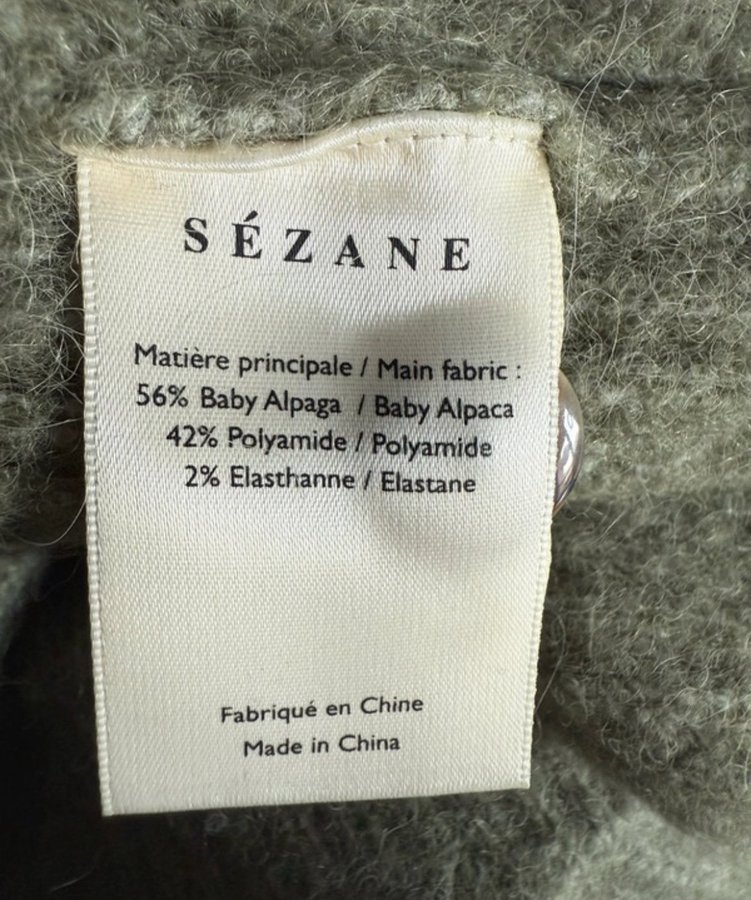 SÉZANE
Matière principale / Main fabric :
56% Baby Alpaga / Baby Alpaca
42% Polyamide / Polyamide
2% Elasthanne / Elastane
Fabriqué en Chine
Made in China